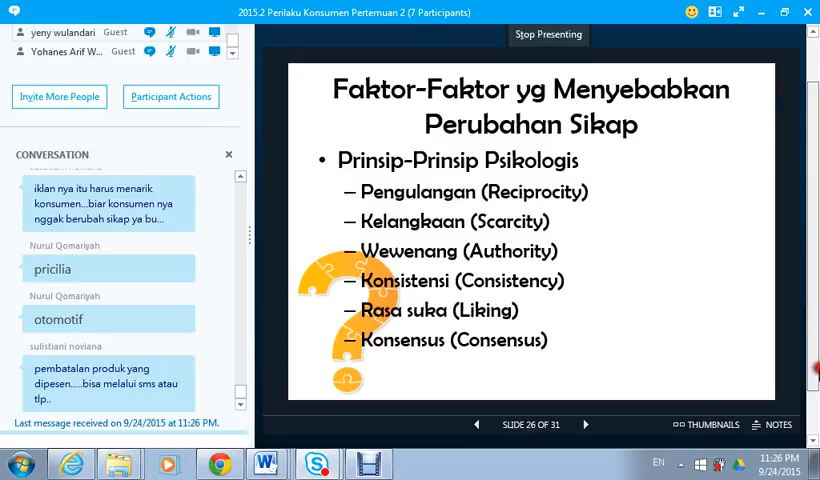 2015.2 Perilaku Konsumen Pertemuan 2 (7 Participants)
yeny wulandari Guest
Yohanes Arif W... Guest
Invite More People
Participant Actions
CONVERSATION
iklan nya itu harus menarik
konsumen...biar konsumen nya
nggak berubah sikap ya bu...
Nurul Qomariyah
pricilia
Nurul Qomariyah
otomotif
sulistiani noviana
pembatalan produk yang
dipesen.....bisa melalui sms atau
tlp..
Last message received on 9/24/2015 at 11:26 PM
Stop Presenting
Faktor-Faktor yg Menyebabkan
Perubahan Sikap
• Prinsip-Prinsip Psikologis
– Pengulangan (Reciprocity)
– Kelangkaan (Scarcity)
– Wewenang (Authority)
– Konsistensi (Consistency)
– Rasa suka (Liking)
– Konsensus (Consensus)
SLIDE 26 OF 31
THUMBNAILS
NOTES
EN
11:26 PM
9/24/2015